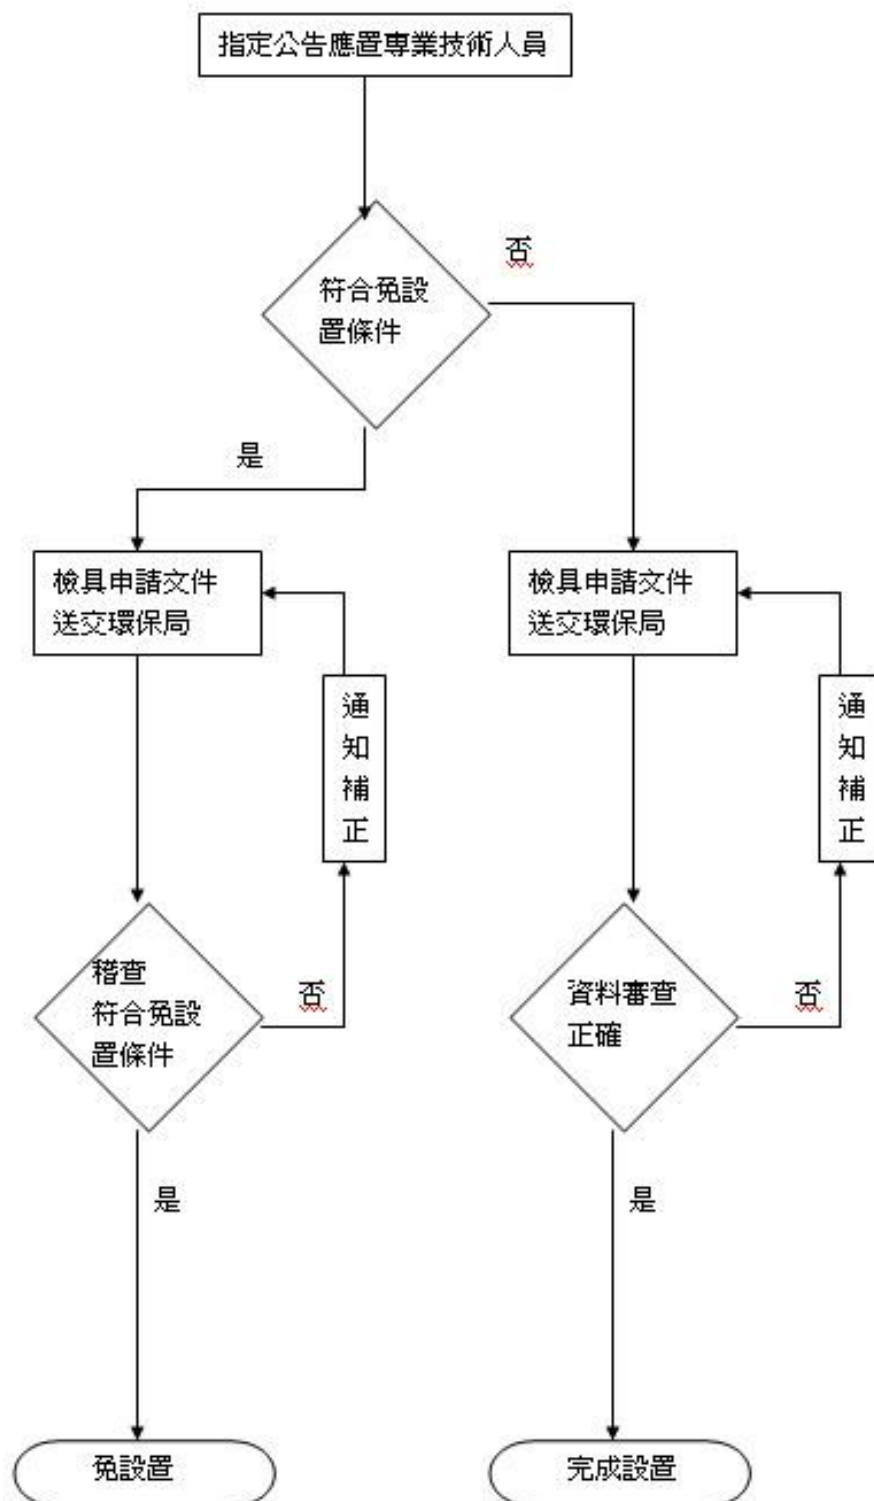 指定公告應置專業技術人員
符合免設
置條件
否
是
檢具申請文件
送交環保局
通
知
補
正
稽查
符合免設
置條件
否
是
免設置
檢具申請文件
送交環保局
通
知
補
正
資料審查
正確
否
是
完成設置